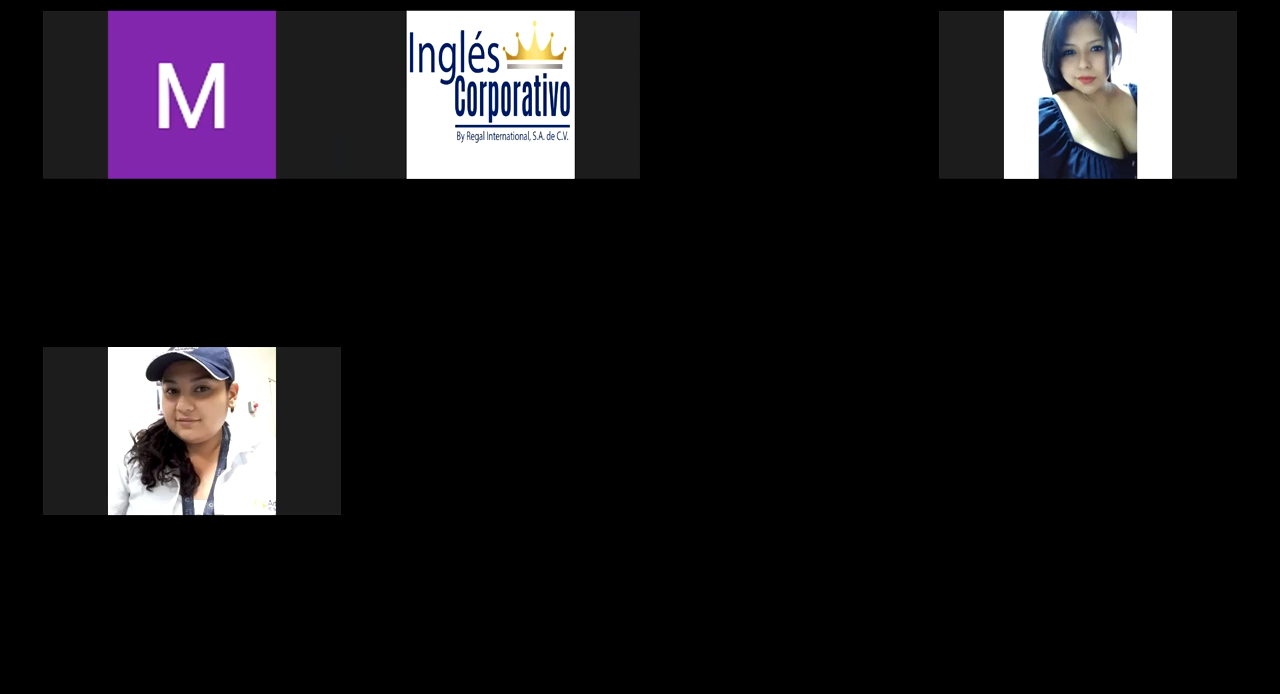 M
Inglés
Corporativo
By Regal International, S.A. de C.V.